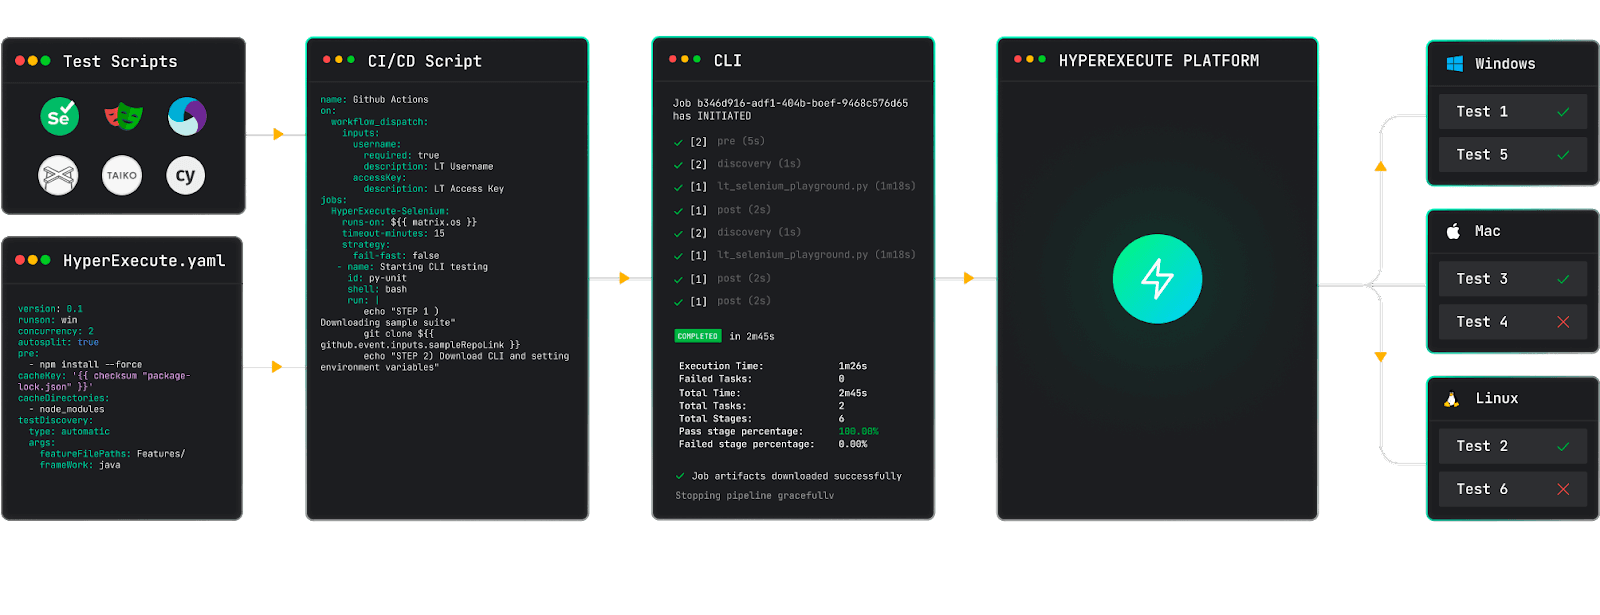 Test Scripts
Se
TAIKO
cy
HyperExecute.yaml
version: 0.1
runson: win
concurrency: 2
autosplit: true
pre:
- npm install --force
cacheKey: '{{ checksum "package-
lock.json" }}'
cacheDirectories:
- node_modules
testDiscovery:
type: automatic
args:
featureFilePaths: Features/
frameWork: java
CI/CD Script
name: Github Actions
on:
workflow_dispatch:
inputs:
username:
required: true
description: LT Username
accessKey:
description: LT Access Key
jobs:
HyperExecute-Selenium:
runs-on: ${{ matrix.os }}
timeout-minutes: 15
strategy:
fail-fast: false
- name: Starting CLI testing
id: py-unit
shell: bash
run: |
echo "STEP 1 )
Downloading sample suite"
git clone ${{
github.event.inputs.sampleRepoLink }}
echo "STEP 2) Download CLI and setting
environment variables"
CLI
Job b346d916-adf1-404b-boef-9468c576d65
has INITIATED
[2] pre (5s)
[2] discovery (1s)
[1] lt_selenium_playground.py (1m18s)
[1] post (2s)
[2] discovery (1s)
[1] lt_selenium_playground.py (1m18s)
[1] post (2s)
[1] post (2s)
COMPLETED in 2m45s
Execution Time: 1m26s
Failed Tasks: 0
Total Time: 2m45s
Total Tasks: 2
Total Stages: 6
Pass stage percentage: 100.00%
Failed stage percentage: 0.00%
Job artifacts downloaded successfully
Stopping pipeline gracefully
HYPEREXECUTE PLATFORM
Windows
Test 1
Test 5
Mac
Test 3
Test 4
Linux
Test 2
Test 6